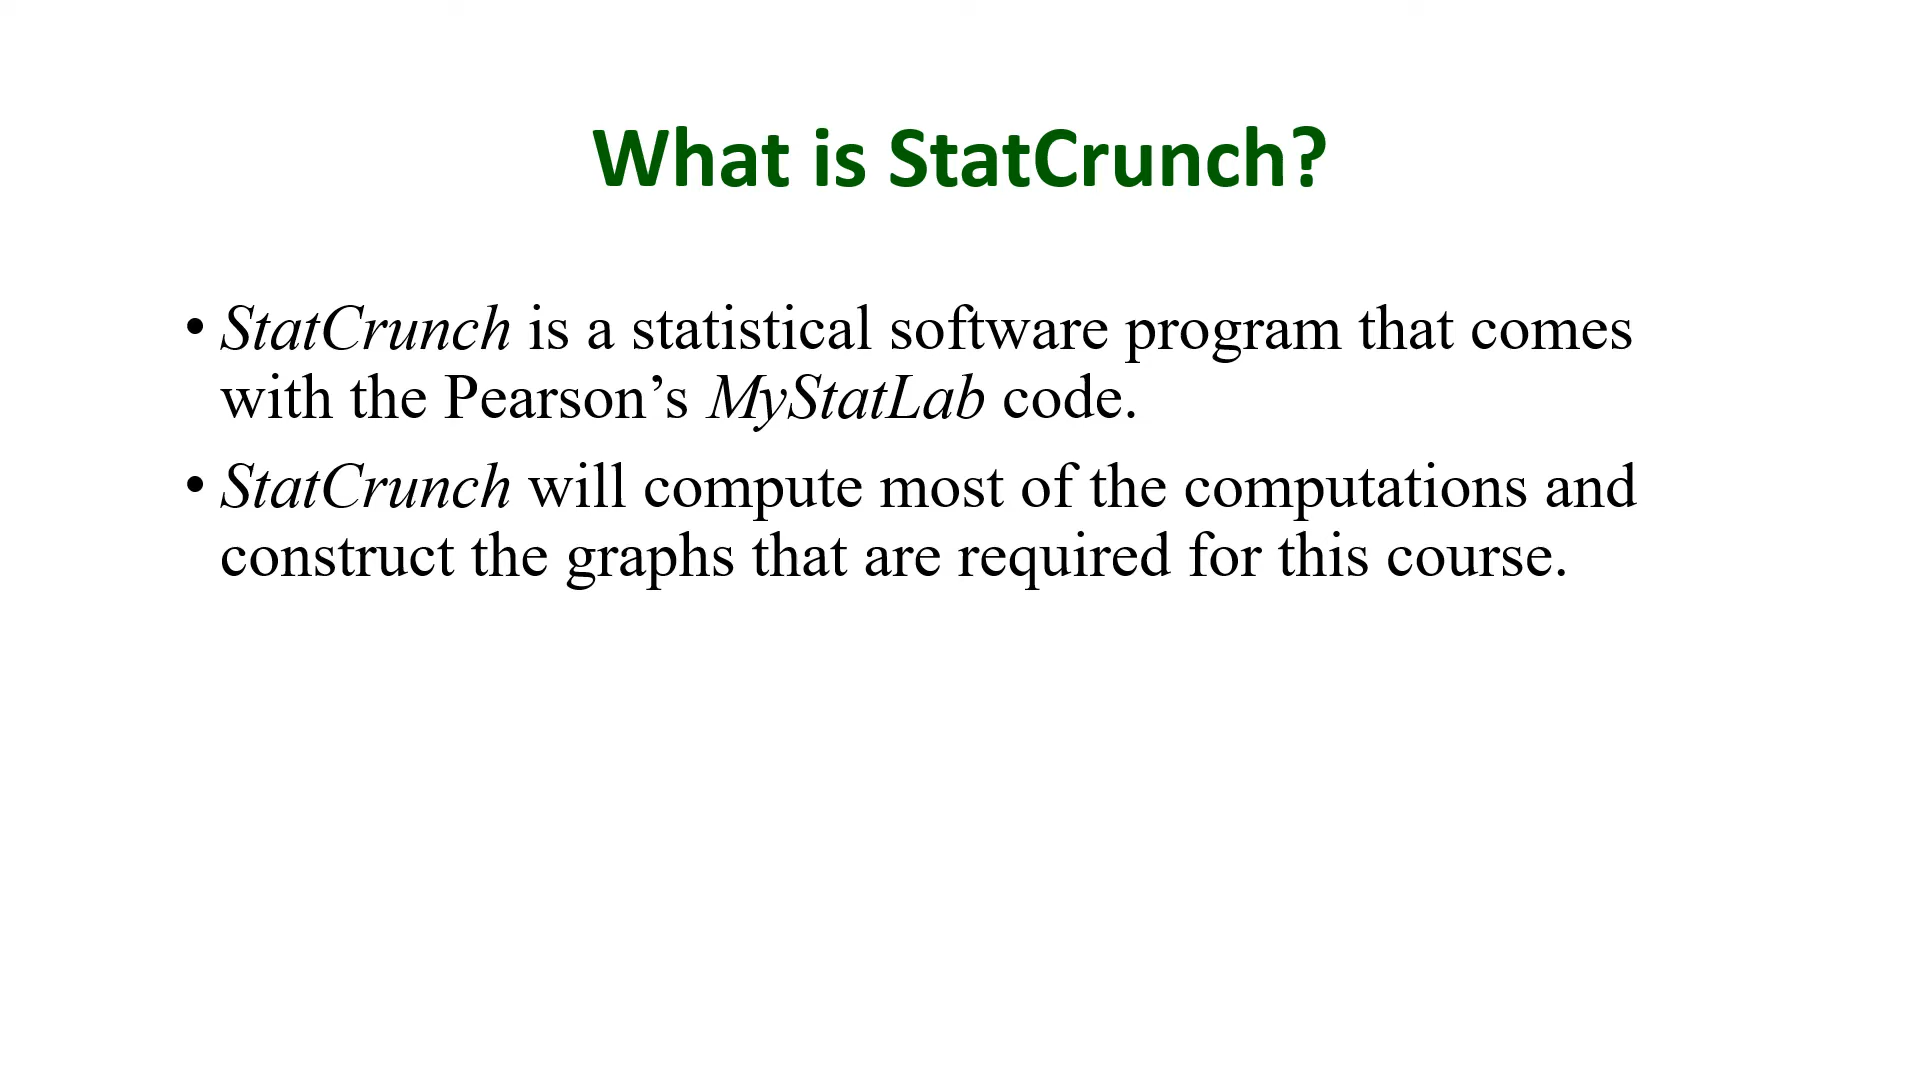 What is StatCrunch?
• StatCrunch is a statistical software program that comes
with the Pearson’s MyStatLab code.
• StatCrunch will compute most of the computations and
construct the graphs that are required for this course.